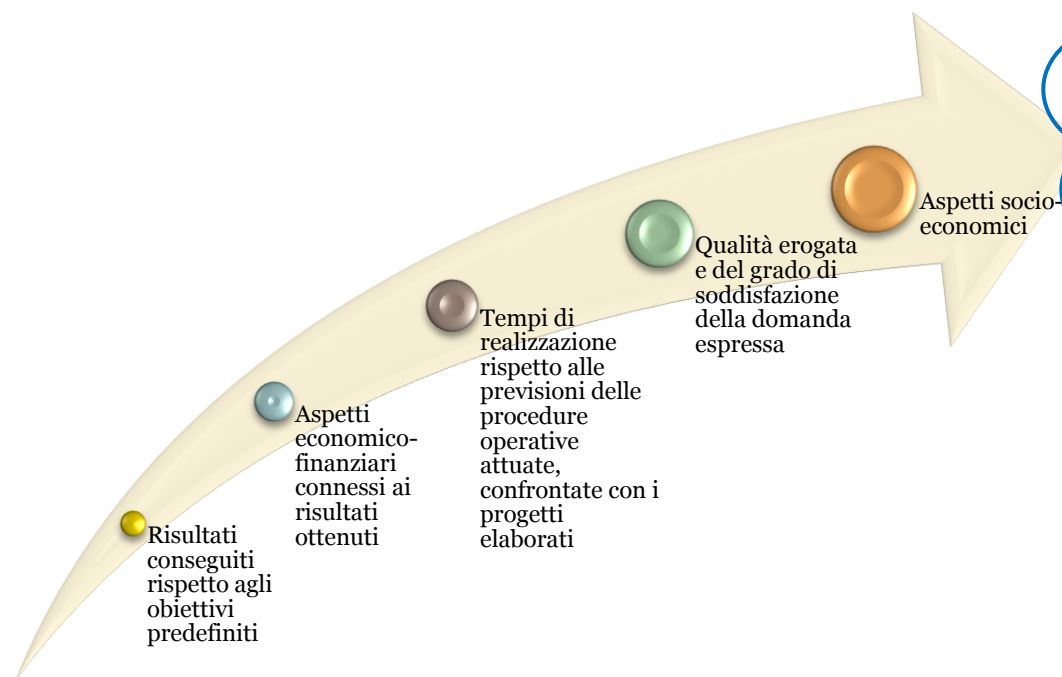 Risultati
conseguiti
rispetto agli
obiettivi
predefiniti
Aspetti
economico-
finanziari
connessi ai
risultati
ottenuti
Tempi di
realizzazione
rispetto alle
previsioni delle
procedure
operative
attuate,
confrontate con i
progetti
elaborati
Qualità erogata
e del grado di
soddisfazione
della domanda
espressa
Aspetti socio-
economici